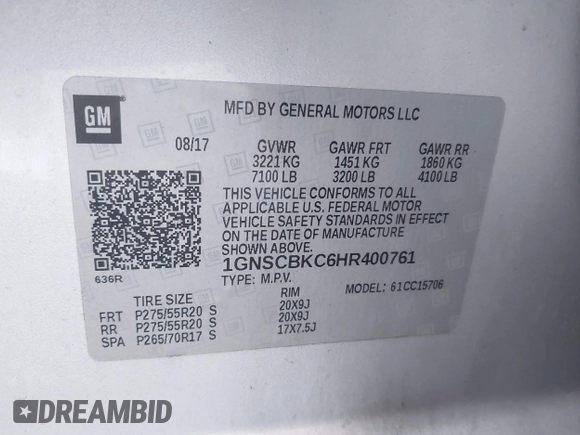 GM
MFD BY GENERAL MOTORS LLC
08/17 GVWR GAWR FRT GAWR RR
3221 KG 1451 KG 1860 KG
7100 LB 3200 LB 4100 LB
THIS VEHICLE CONFORMS TO ALL
APPLICABLE U.S. FEDERAL MOTOR
VEHICLE SAFETY STANDARDS IN EFFECT
ON THE DATE OF MANUFACTURE
SHOWN ABOVE.
636R
1GNSCBKC6HR400761
TYPE: M.P.V. MODEL: 61CC15706
TIRE SIZE RIM
FRT P275/55R20 S 20X9J
RR P275/55R20 S 20X9J
SPA P265/70R17 S 17X7.5J
DREAMBID